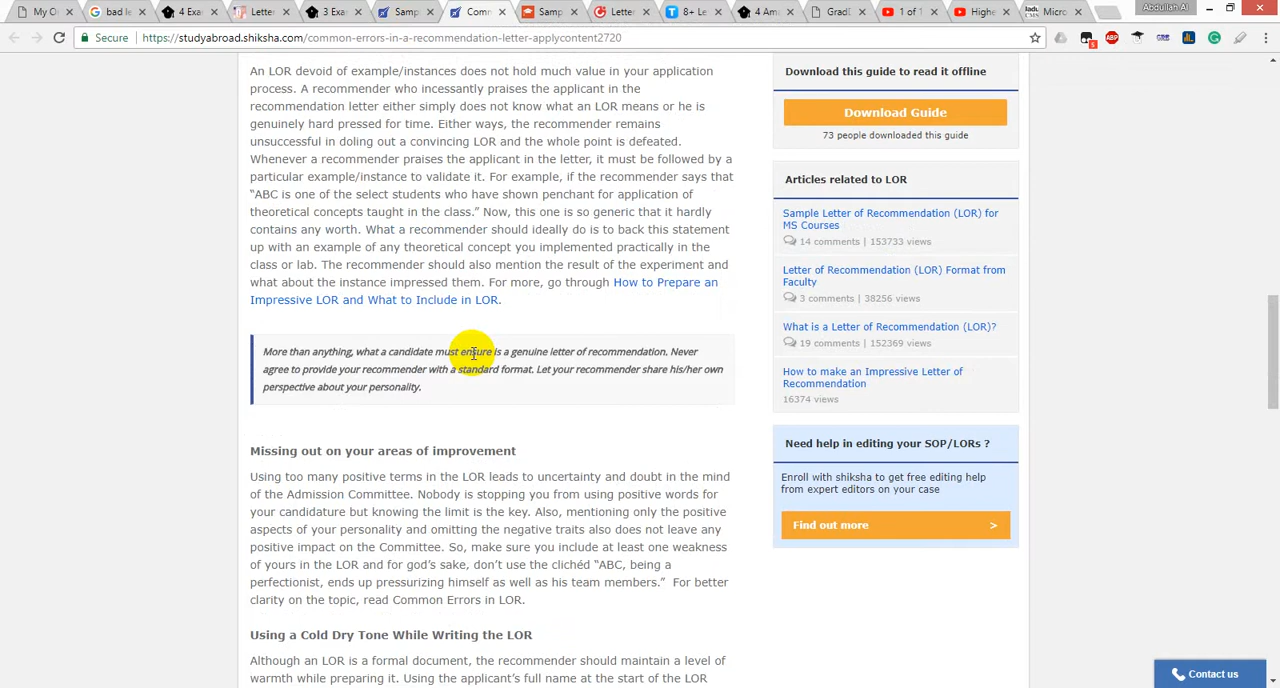 My O
bad le
4 Exa
Letter
3 Exa
Samp
Com
Samp
Letter
8+ Le
4 Am
GradD
1 of 1
Highe
Micro
Abdullah Al
Secure
https://studyabroad.shiksha.com/common-errors-in-a-recommendation-letter-applycontent2720
An LOR devoid of example/instances does not hold much value in your application
process. A recommender who incessantly praises the applicant in the
recommendation letter either simply does not know what an LOR means or he is
genuinely hard pressed for time. Either ways, the recommender remains
unsuccessful in doling out a convincing LOR and the whole point is defeated.
Whenever a recommender praises the applicant in the letter, it must be followed by a
particular example/instance to validate it. For example, if the recommender says that
“ABC is one of the select students who have shown penchant for application of
theoretical concepts taught in the class.” Now, this one is so generic that it hardly
contains any worth. What a recommender should ideally do is to back this statement
up with an example of any theoretical concept you implemented practically in the
class or lab. The recommender should also mention the result of the experiment and
what about the instance impressed them. For more, go through How to Prepare an
Impressive LOR and What to Include in LOR.
More than anything, what a candidate must ensure is a genuine letter of recommendation. Never
agree to provide your recommender with a standard format. Let your recommender share his/her own
perspective about your personality.
Missing out on your areas of improvement
Using too many positive terms in the LOR leads to uncertainty and doubt in the mind
of the Admission Committee. Nobody is stopping you from using positive words for
your candidature but knowing the limit is the key. Also, mentioning only the positive
aspects of your personality and omitting the negative traits also does not leave any
positive impact on the Committee. So, make sure you include at least one weakness
of yours in the LOR and for god’s sake, don’t use the clichéd “ABC, being a
perfectionist, ends up pressurizing himself as well as his team members.” For better
clarity on the topic, read Common Errors in LOR.
Using a Cold Dry Tone While Writing the LOR
Although an LOR is a formal document, the recommender should maintain a level of
warmth while preparing it. Using the applicant’s full name at the start of the LOR
Download this guide to read it offline
Download Guide
73 people downloaded this guide
Articles related to LOR
Sample Letter of Recommendation (LOR) for
MS Courses
14 comments | 153733 views
Letter of Recommendation (LOR) Format from
Faculty
3 comments | 38256 views
What is a Letter of Recommendation (LOR)?
19 comments | 152369 views
How to make an Impressive Letter of
Recommendation
16374 views
Need help in editing your SOP/LORs ?
Enroll with shiksha to get free editing help
from expert editors on your case
Find out more >
Contact us